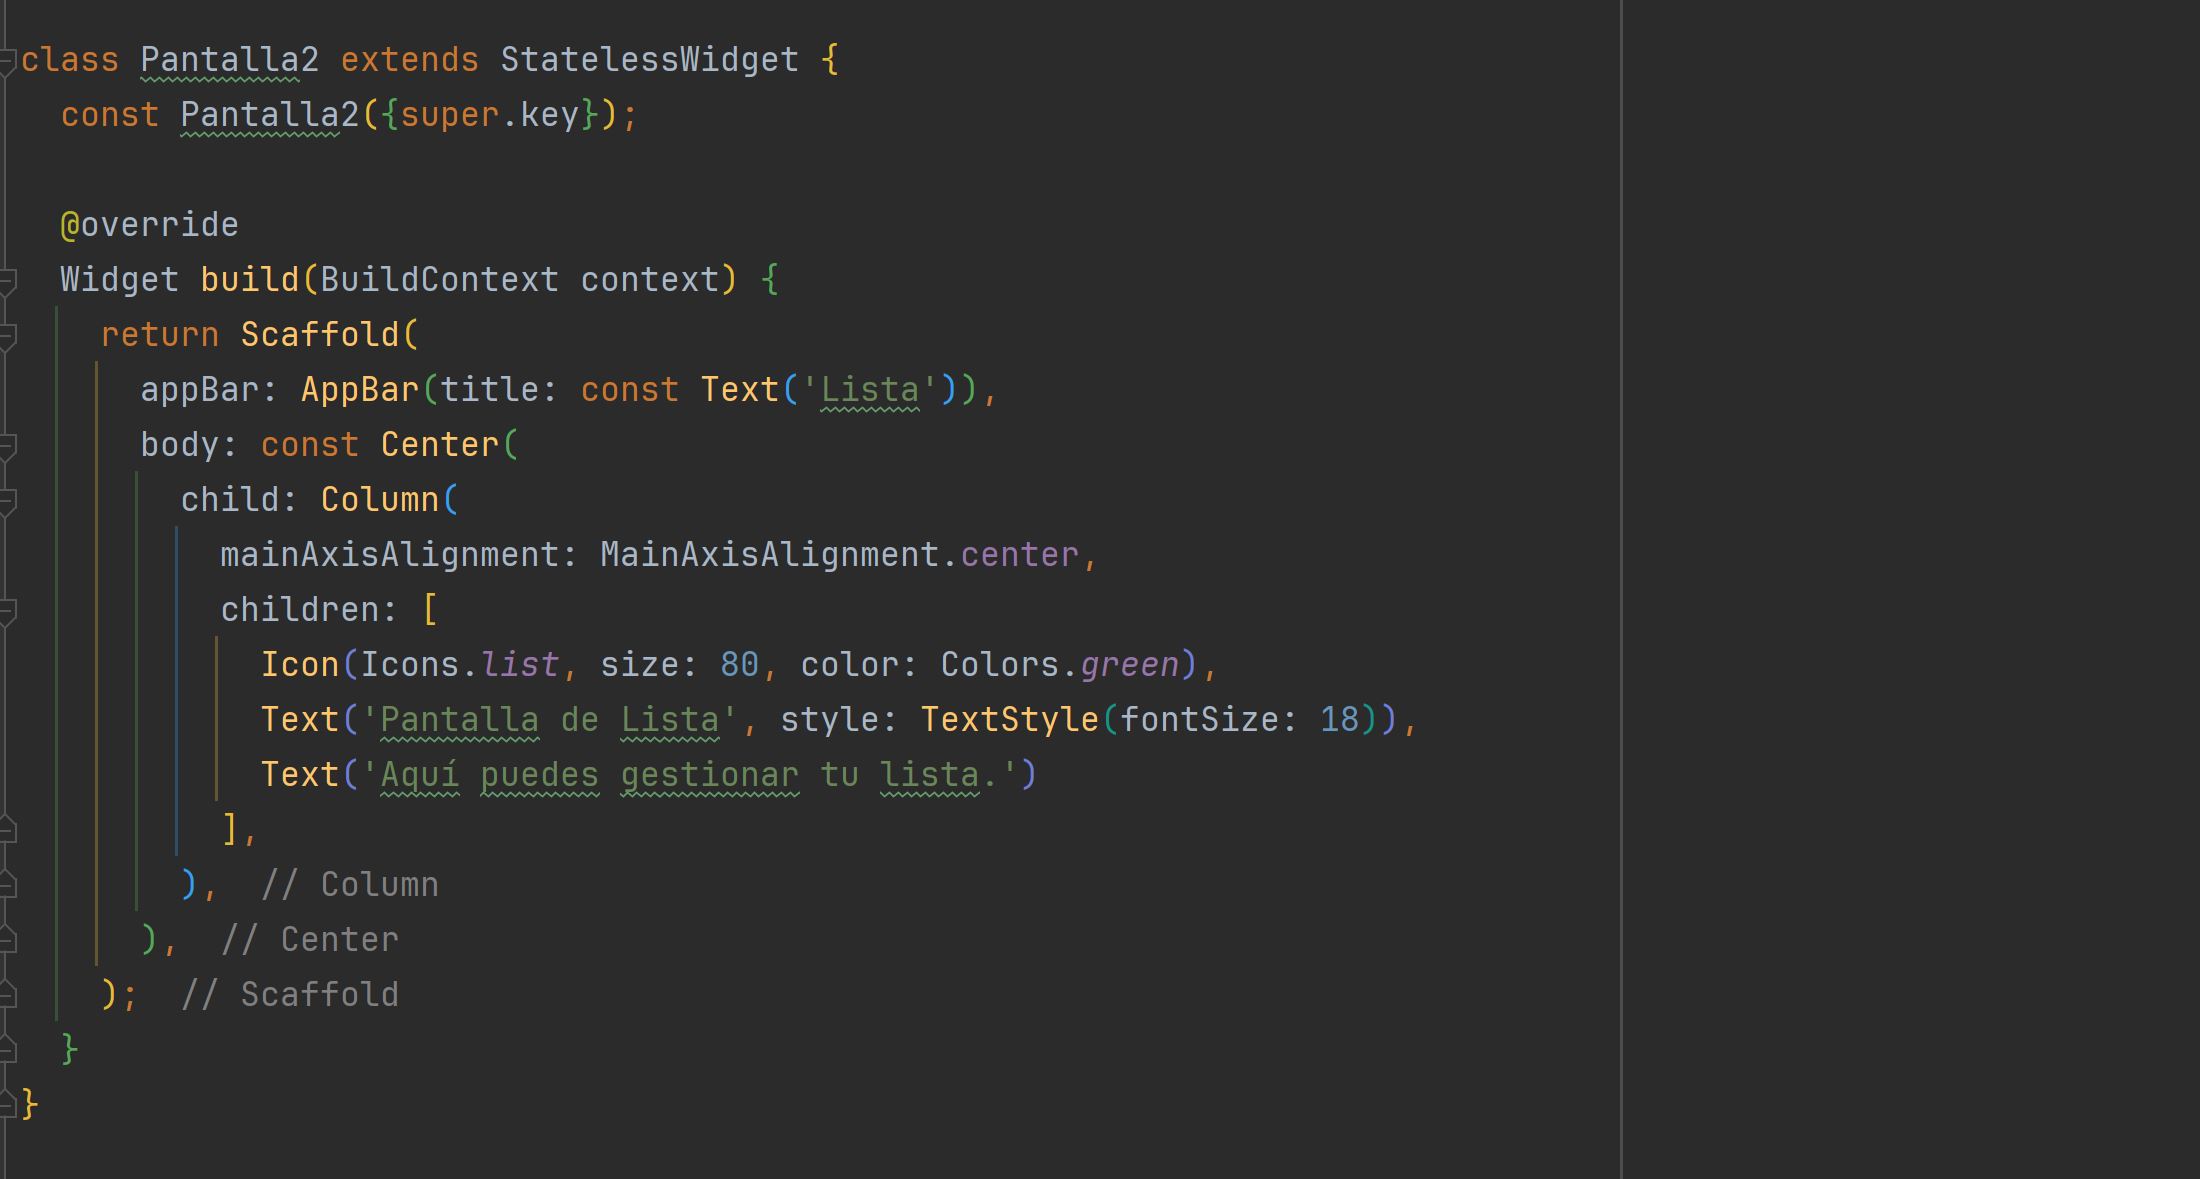 class Pantalla2 extends StatelessWidget {
  const Pantalla2({super.key});

  @override
  Widget build(BuildContext context) {
    return Scaffold(
      appBar: AppBar(title: const Text('Lista')),
      body: const Center(
        child: Column(
          mainAxisAlignment: MainAxisAlignment.center,
          children: [
            Icon(Icons.list, size: 80, color: Colors.green),
            Text('Pantalla de Lista', style: TextStyle(fontSize: 18)),
            Text('Aquí puedes gestionar tu lista.')
          ],
        ),  // Column
      ),  // Center
    );  // Scaffold
  }
}